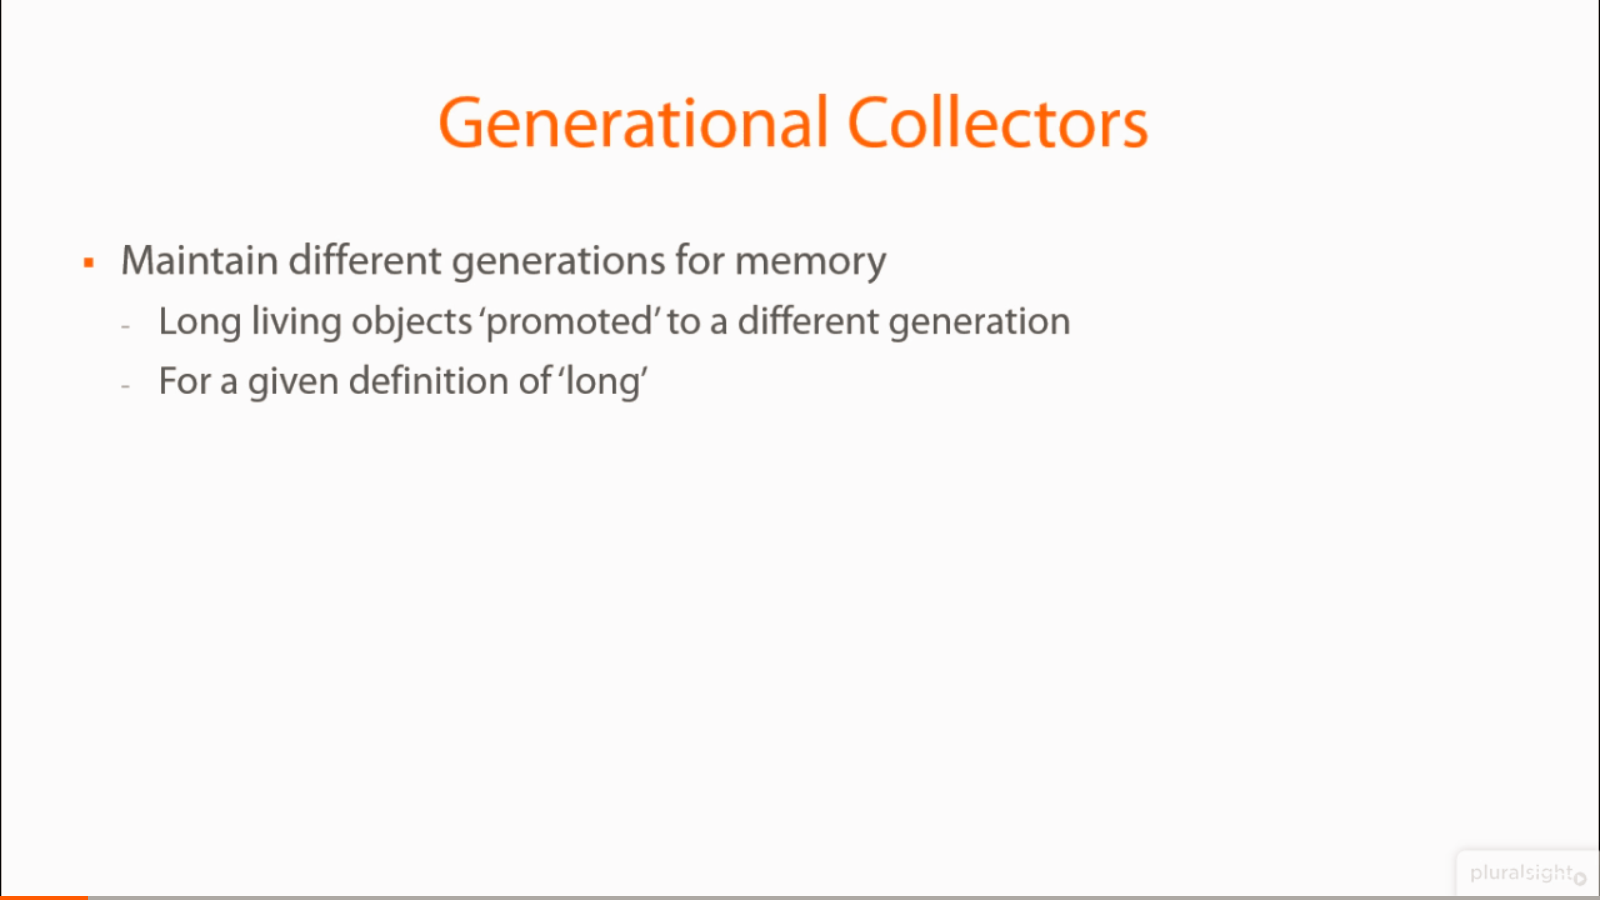 Generational Collectors
▪ Maintain different generations for memory
- Long living objects ‘promoted’ to a different generation
- For a given definition of ‘long’
pluralsight